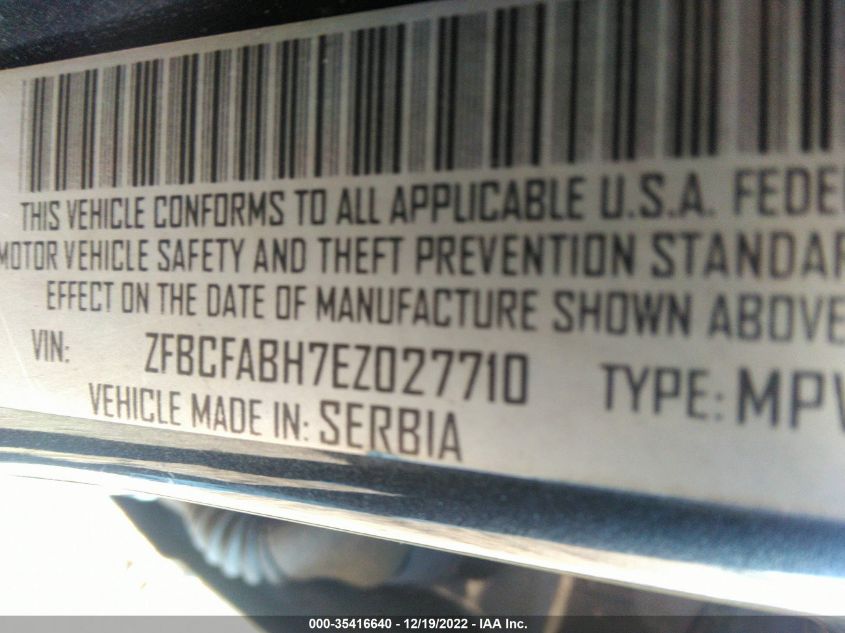 THIS VEHICLE CONFORMS TO ALL APPLICABLE U.S.A. FEDE
MOTOR VEHICLE SAFETY AND THEFT PREVENTION STANDAR
EFFECT ON THE DATE OF MANUFACTURE SHOWN ABOVE
VIN: ZFBCFABH7EZ027710 TYPE: MPV
VEHICLE MADE IN: SERBIA
000-35416640 - 12/19/2022 - IAA Inc.